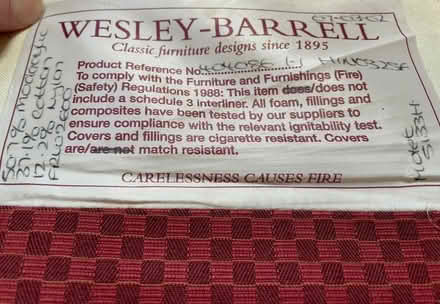 07-03-02
WESLEY-BARRELL
Classic furniture designs since 1895
Product Reference No.
To comply with the Furniture and Furnishings (Fire)
(Safety) Regulations 1988: This item does/does not
include a schedule 3 interliner. All foam, fillings and
composites have been tested by our suppliers to
ensure compliance with the relevant ignitability test.
Covers and fillings are cigarette resistant. Covers
are/are not match resistant.
CARELESSNESS CAUSES FIRE